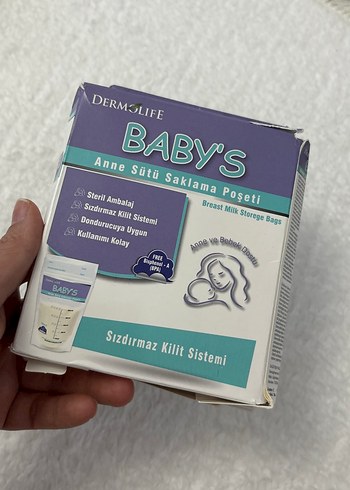 DERMOLIFE
BABY'S
Anne Sütü Saklama Poşeti
Breast Milk Storege Bags
Steril Ambalaj
Sızdırmaz Kilit Sistemi
Dondurucuya Uygun
Kullanımı Kolay
FREE
Bisphenol - A
(BPA)
Anne ve Bebek Dostu
BABY'S
Sızdırmaz Kilit Sistemi